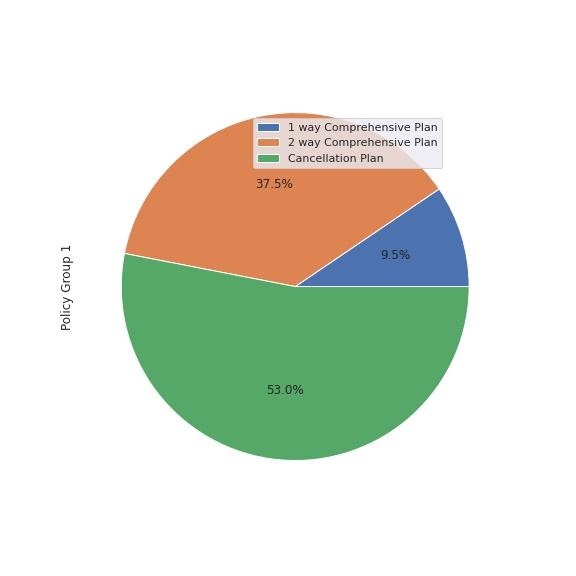 1 way Comprehensive Plan
2 way Comprehensive Plan
Cancellation Plan
37.5%
9.5%
Policy Group 1
53.0%